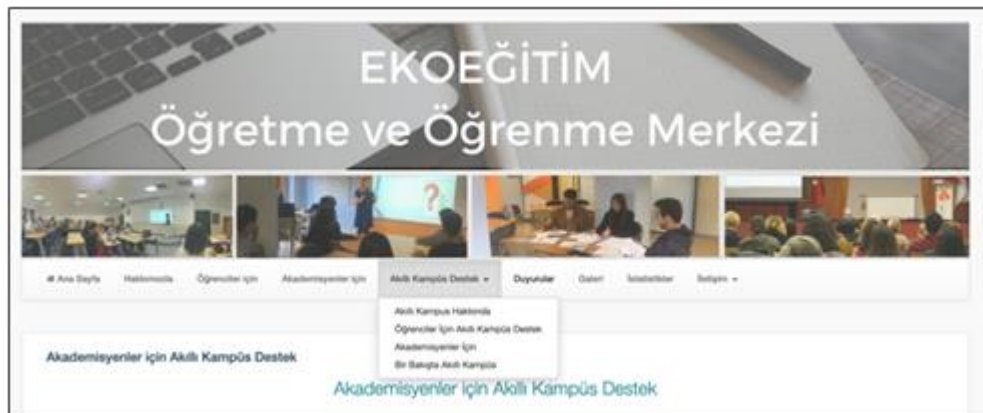 EKOEĞİTİM
Öğretme ve Öğrenme Merkezi
?
Ana Sayfa Hakkımızda Öğrenciler için Akademisyenler için Akıllı Kampüs Destek Duyurular Galeri İstatistikler İletişim
Akıllı Kampus Hakkında
Öğrenciler İçin Akıllı Kampüs Destek
Akademisyenler İçin
Bir Bakışta Akıllı Kampüs
Akademisyenler için Akıllı Kampüs Destek
Akademisyenler için Akıllı Kampüs Destek